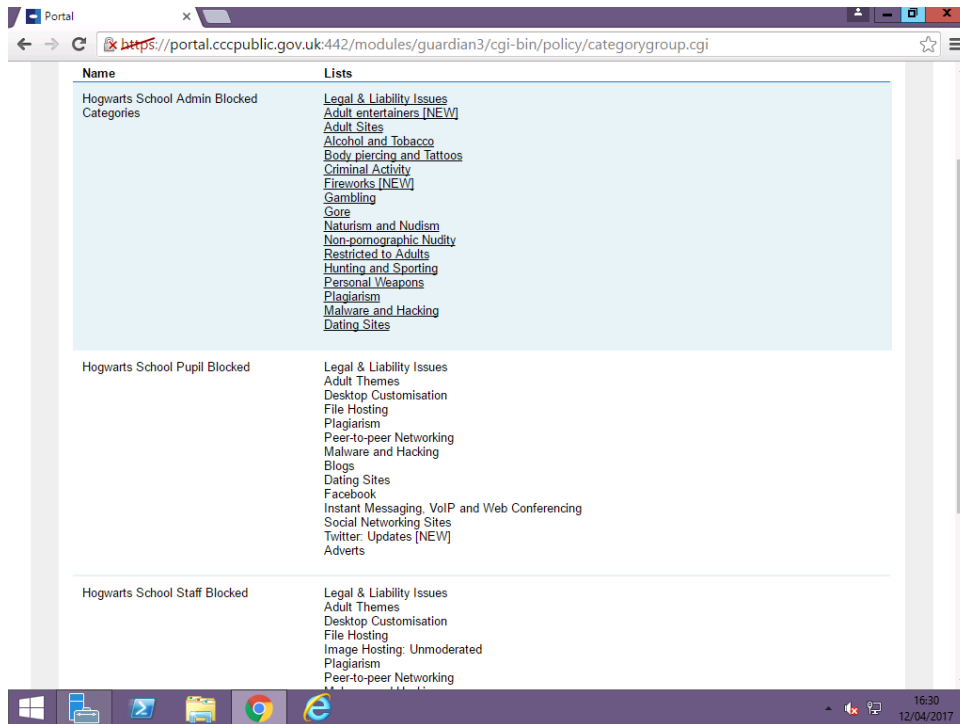 Portal
https://portal.cccpublic.gov.uk:442/modules/guardian3/cgi-bin/policy/categorygroup.cgi
Name Lists
Hogwarts School Admin Blocked Categories
Legal & Liability Issues
Adult entertainers [NEW]
Adult Sites
Alcohol and Tobacco
Body piercing and Tattoos
Criminal Activity
Fireworks [NEW]
Gambling
Gore
Naturism and Nudism
Non-pornographic Nudity
Restricted to Adults
Hunting and Sporting
Personal Weapons
Plagiarism
Malware and Hacking
Dating Sites
Hogwarts School Pupil Blocked
Legal & Liability Issues
Adult Themes
Desktop Customisation
File Hosting
Plagiarism
Peer-to-peer Networking
Malware and Hacking
Blogs
Dating Sites
Facebook
Instant Messaging, VoIP and Web Conferencing
Social Networking Sites
Twitter: Updates [NEW]
Adverts
Hogwarts School Staff Blocked
Legal & Liability Issues
Adult Themes
Desktop Customisation
File Hosting
Image Hosting: Unmoderated
Plagiarism
Peer-to-peer Networking
16:30
12/04/2017